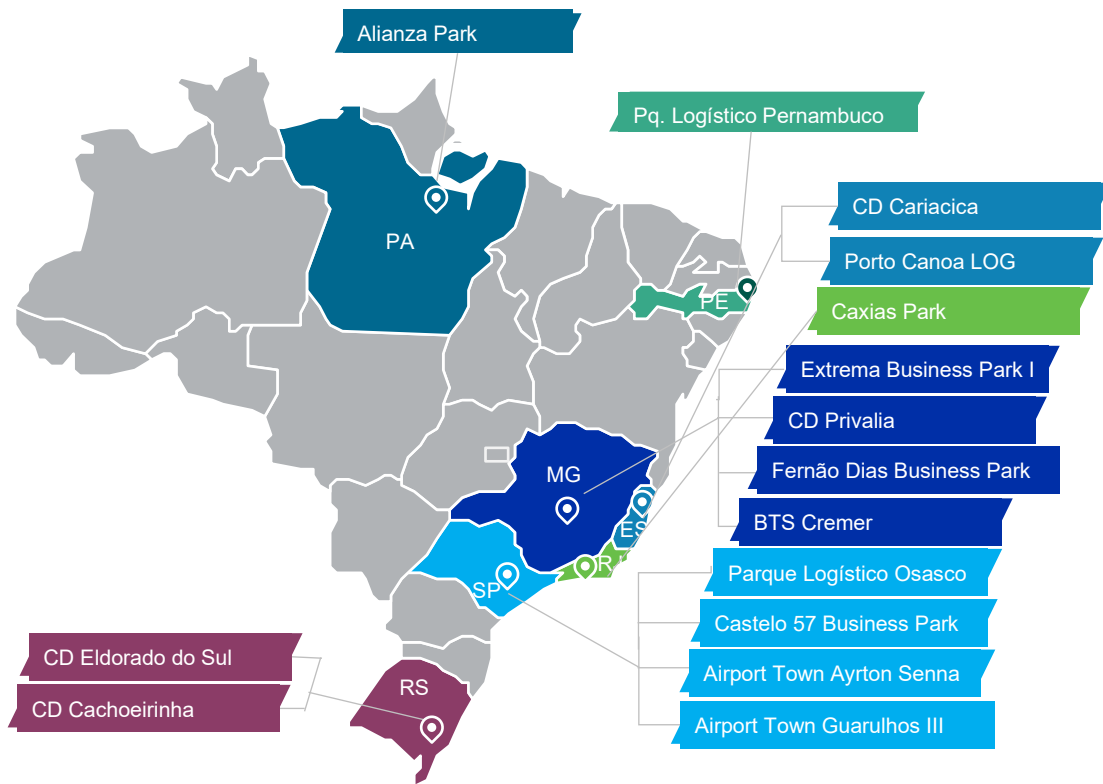 Alianza Park
Pq. Logístico Pernambuco
CD Cariacica
PA
Porto Canoa LOG
PE
Caxias Park
Extrema Business Park I
CD Privalia
MG
Fernão Dias Business Park
BTS Cremer
ES
RJ
Parque Logístico Osasco
SP
Castelo 57 Business Park
CD Eldorado do Sul
Airport Town Ayrton Senna
RS
CD Cachoeirinha
Airport Town Guarulhos III